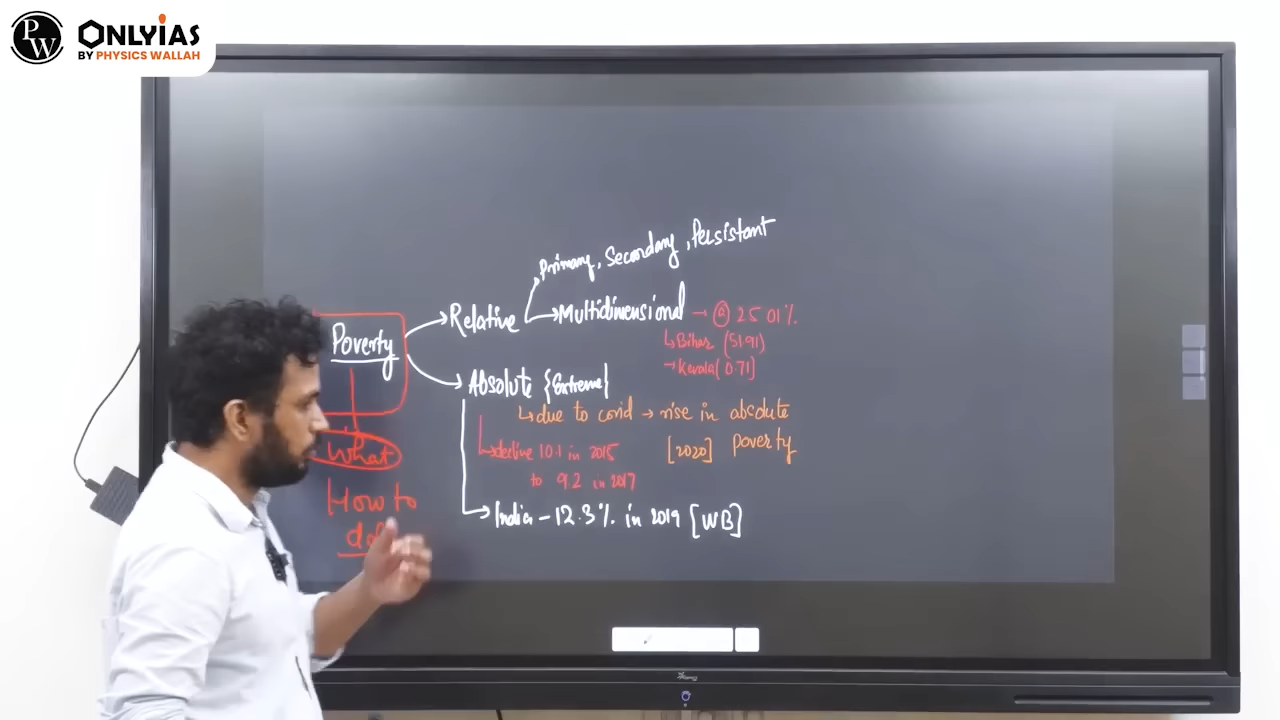 PW
ONLYIAS
BY PHYSICS WALLAH
Primary, Secondary, Persistant
Relative
Multidimensional → @ 25 01%
Bihar (51.91)
Kerala (0.71]
Poverty
Absolute {Extreme}
due to covid → rise in absolute
[2020] poverty
decline 10.1 in 2015
to 9.2 in 2017
What
How to
India - 12.3% in 2019 [WB]